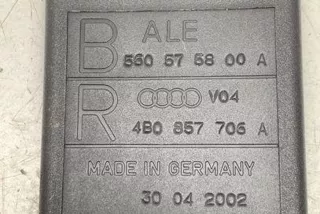 B ALE
560 67 58 00 A
R V04
4B0 857 706 A
MADE IN GERMANY
30 04 2002